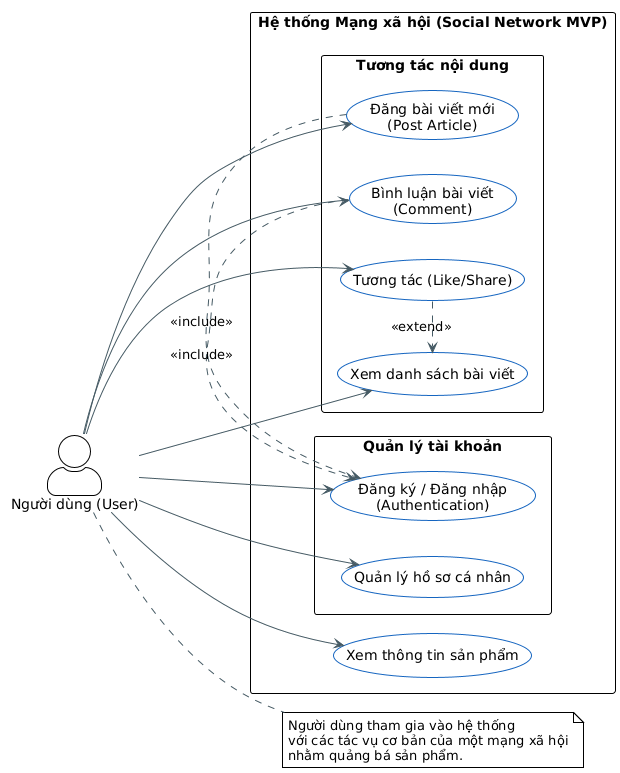 Hệ thống Mạng xã hội (Social Network MVP)
Tương tác nội dung
Đăng bài viết mới
(Post Article)
Bình luận bài viết
(Comment)
Tương tác (Like/Share)
«include»
«extend»
«include»
Xem danh sách bài viết
Quản lý tài khoản
Đăng ký / Đăng nhập
(Authentication)
Người dùng (User)
Quản lý hồ sơ cá nhân
Xem thông tin sản phẩm
Người dùng tham gia vào hệ thống
với các tác vụ cơ bản của một mạng xã hội
nhằm quảng bá sản phẩm.